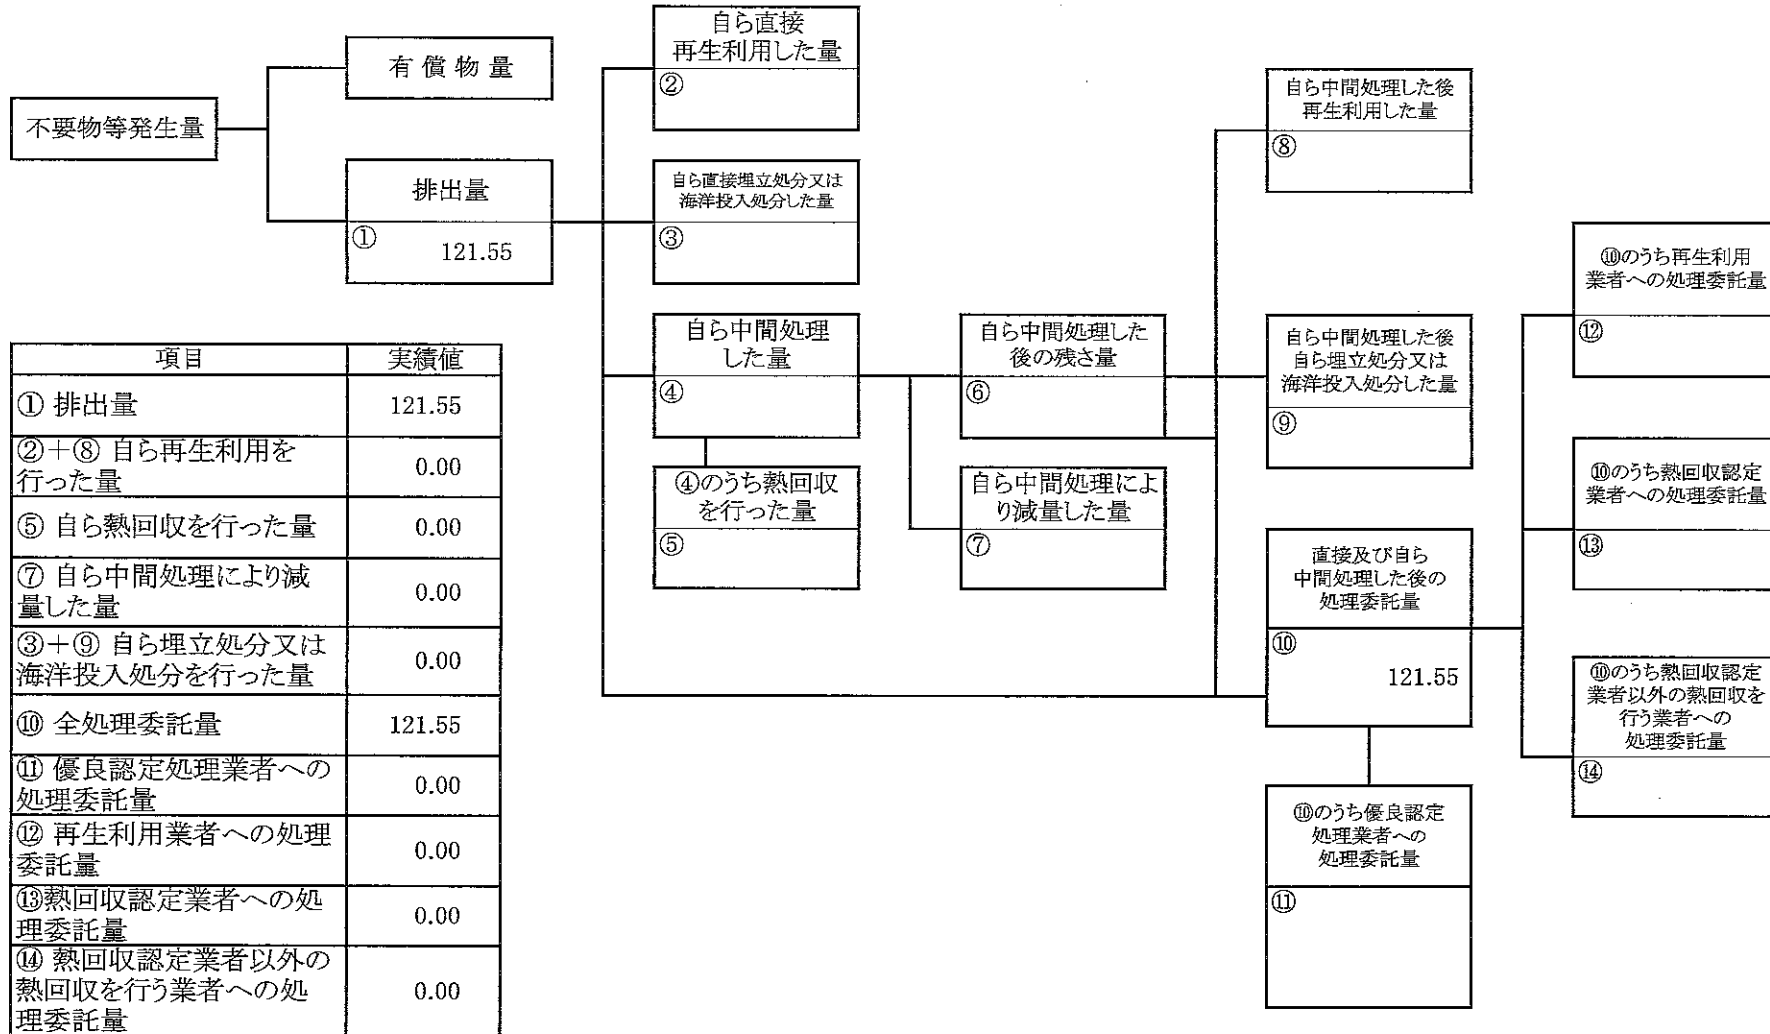 不要物等発生量
有償物量
排出量
①
121.55
自ら直接
再生利用した量
②
自ら直接埋立処分又は
海洋投入処分した量
③
自ら中間処理
した量
④
④のうち熱回収
を行った量
⑤
自ら中間処理した
後の残さ量
⑥
自ら中間処理によ
り減量した量
⑦
自ら中間処理した後
再生利用した量
⑧
自ら中間処理した後
自ら埋立処分又は
海洋投入処分した量
⑨
直接及び自ら
中間処理した後の
処理委託量
⑩
121.55
⑩のうち優良認定
処理業者への
処理委託量
⑪
⑩のうち再生利用
業者への処理委託量
⑫
⑩のうち熱回収認定
業者への処理委託量
⑬
⑩のうち熱回収認定
業者以外の熱回収を
行う業者への
処理委託量
⑭
項目 実績値
① 排出量 121.55
②+⑧ 自ら再生利用を
行った量 0.00
⑤ 自ら熱回収を行った量 0.00
⑦ 自ら中間処理により減
量した量 0.00
③+⑨ 自ら埋立処分又は
海洋投入処分を行った量 0.00
⑩ 全処理委託量 121.55
⑪ 優良認定処理業者への
処理委託量 0.00
⑫ 再生利用業者への処理
委託量 0.00
⑬熱回収認定業者への処
理委託量 0.00
⑭ 熱回収認定業者以外の
熱回収を行う業者への処
理委託量 0.00